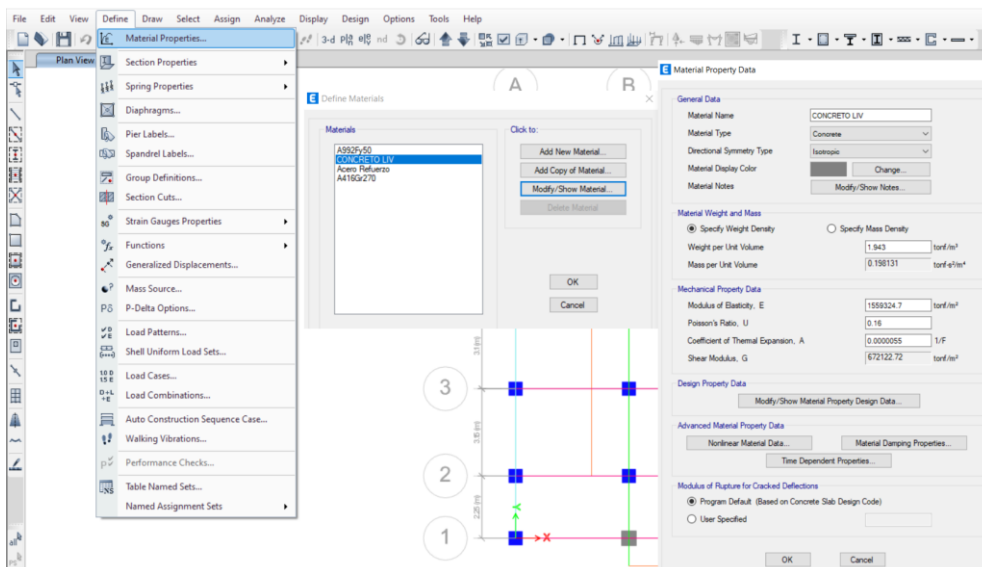 File Edit View Define Draw Select Assign Analyze Display Design Options Tools Help
3-d
nd
Plan View
Material Properties...
Section Properties
Spring Properties
Diaphragms...
Pier Labels...
Spandrel Labels...
Group Definitions...
Section Cuts...
Strain Gauges Properties
Functions
Generalized Displacements...
Mass Source...
P-Delta Options...
Load Patterns...
Shell Uniform Load Sets...
Load Cases...
Load Combinations...
Auto Construction Sequence Case...
Walking Vibrations...
Performance Checks...
Table Named Sets...
Named Assignment Sets
A
B
Define Materials
Materials
A992Fy50
CONCRETO LIV
Acero Refuerzo
A416Gr270
Click to:
Add New Material...
Add Copy of Material...
Modify/Show Material...
Delete Material
OK
Cancel
3.1 (m)
3
3.15 (m)
2
2.25 (m)
1
Y
X
Material Property Data
General Data
Material Name CONCRETO LIV
Material Type Concrete
Directional Symmetry Type Isotropic
Material Display Color Change...
Material Notes Modify/Show Notes...
Material Weight and Mass
Specify Weight Density Specify Mass Density
Weight per Unit Volume 1.943 tonf/m³
Mass per Unit Volume 0.198131 tonf-s²/m⁴
Mechanical Property Data
Modulus of Elasticity, E 1559324.7 tonf/m²
Poisson's Ratio, U 0.16
Coefficient of Thermal Expansion, A 0.0000055 1/F
Shear Modulus, G 672122.72 tonf/m²
Design Property Data
Modify/Show Material Property Design Data...
Advanced Material Property Data
Nonlinear Material Data... Material Damping Properties...
Time Dependent Properties...
Modulus of Rupture for Cracked Deflections
Program Default (Based on Concrete Slab Design Code)
User Specified
OK Cancel